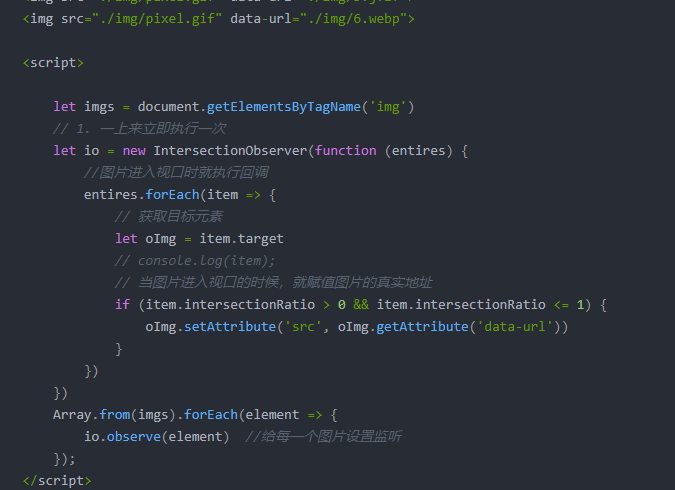 <img src="./img/pixel.gif" data-url="./img/6.webp">
<script>
let imgs = document.getElementsByTagName('img')
// 1. 一上来立即执行一次
let io = new IntersectionObserver(function (entires) {
//图片进入视口时就执行回调
entires.forEach(item => {
// 获取目标元素
let oImg = item.target
// console.log(item);
// 当图片进入视口的时候，就赋值图片的真实地址
if (item.intersectionRatio > 0 && item.intersectionRatio <= 1) {
oImg.setAttribute('src', oImg.getAttribute('data-url'))
}
})
})
Array.from(imgs).forEach(element => {
io.observe(element)  //给每一个图片设置监听
});
</script>